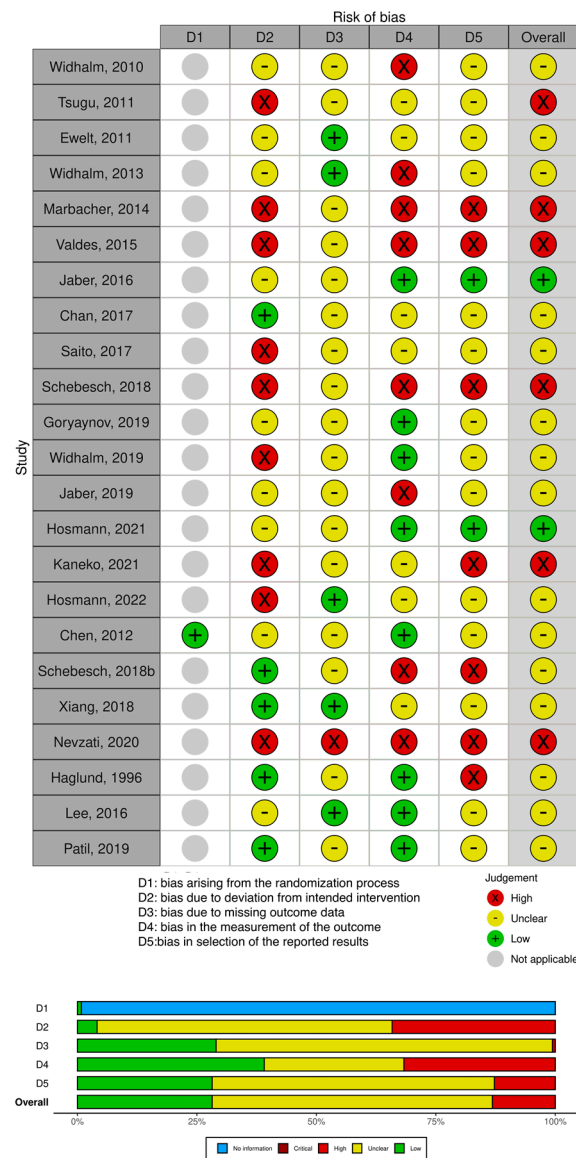 Risk of bias
D1 D2 D3 D4 D5 Overall
Study
Widhalm, 2010 - - X - -
Tsugu, 2011 X - - - X
Ewelt, 2011 - + - - -
Widhalm, 2013 - + X - -
Marbacher, 2014 X - X X X
Valdes, 2015 X - X X X
Jaber, 2016 - - + + +
Chan, 2017 + - - - -
Saito, 2017 X - - - -
Schebesch, 2018 X - X X X
Goryaynov, 2019 - - + - -
Widhalm, 2019 X - + - -
Jaber, 2019 - - X - -
Hosmann, 2021 - - + + +
Kaneko, 2021 X - - X X
Hosmann, 2022 X + - - -
Chen, 2012 + - - + - -
Schebesch, 2018b + - X X -
Xiang, 2018 + + - - -
Nevzati, 2020 X X X X X
Haglund, 1996 + - + X -
Lee, 2016 - + + - -
Patil, 2019 + - + - -
D1: bias arising from the randomization process
D2: bias due to deviation from intended intervention
D3: bias due to missing outcome data
D4: bias in the measurement of the outcome
D5:bias in selection of the reported results
Judgement
X High
- Unclear
+ Low
Not applicable
D1
D2
D3
D4
D5
Overall
0% 25% 50% 75% 100%
No information Critical High Unclear Low